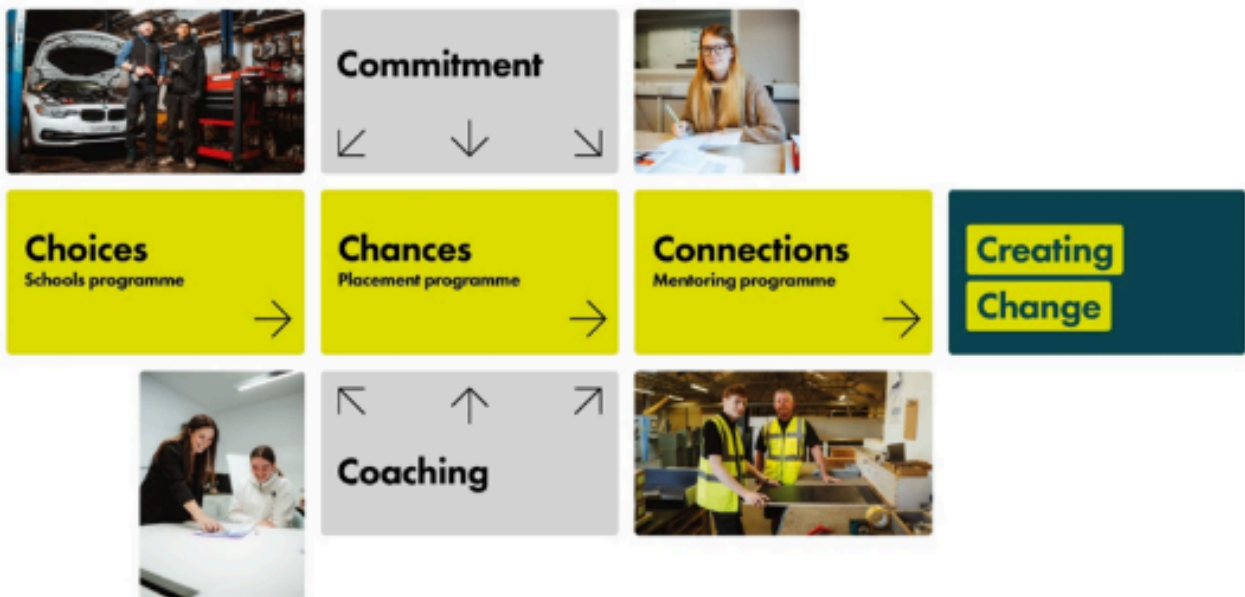 Commitment
Choices
Schools programme
Chances
Placement programme
Connections
Mentoring programme
Creating
Change
Coaching